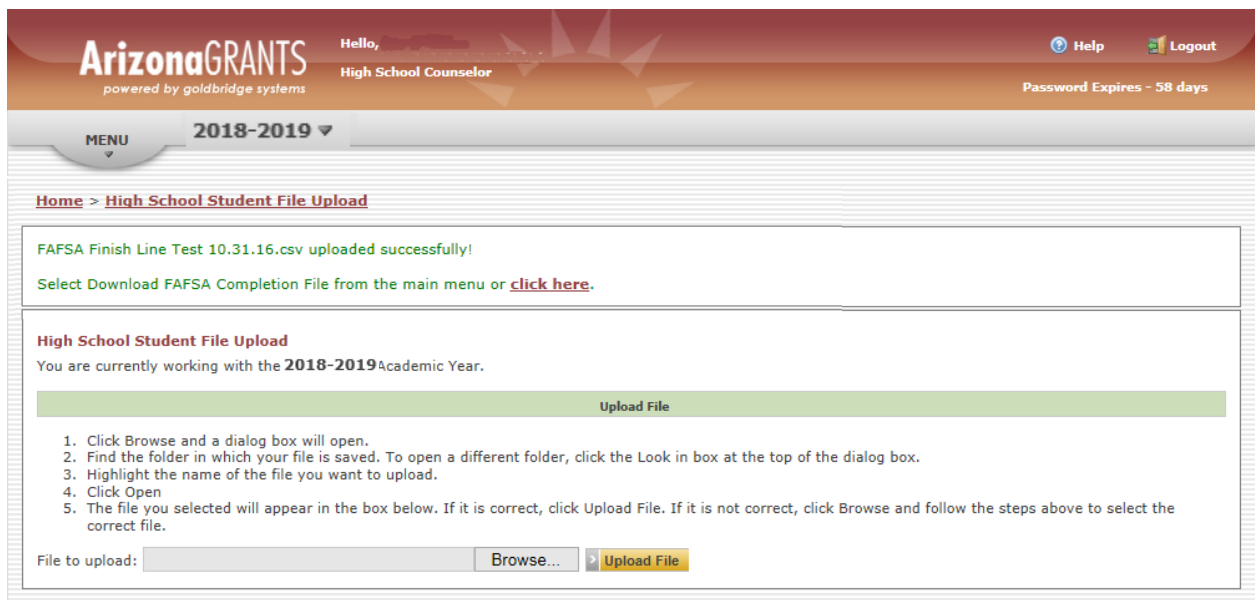 ArizonaGRANTS
powered by goldbridge systems
Hello,
High School Counselor
Help
Logout
Password Expires - 58 days
MENU
2018-2019
Home > High School Student File Upload
FAFSA Finish Line Test 10.31.16.csv uploaded successfully!
Select Download FAFSA Completion File from the main menu or click here.
High School Student File Upload
You are currently working with the 2018-2019 Academic Year.
Upload File
1. Click Browse and a dialog box will open.
2. Find the folder in which your file is saved. To open a different folder, click the Look in box at the top of the dialog box.
3. Highlight the name of the file you want to upload.
4. Click Open
5. The file you selected will appear in the box below. If it is correct, click Upload File. If it is not correct, click Browse and follow the steps above to select the
correct file.
File to upload:
Browse...
Upload File